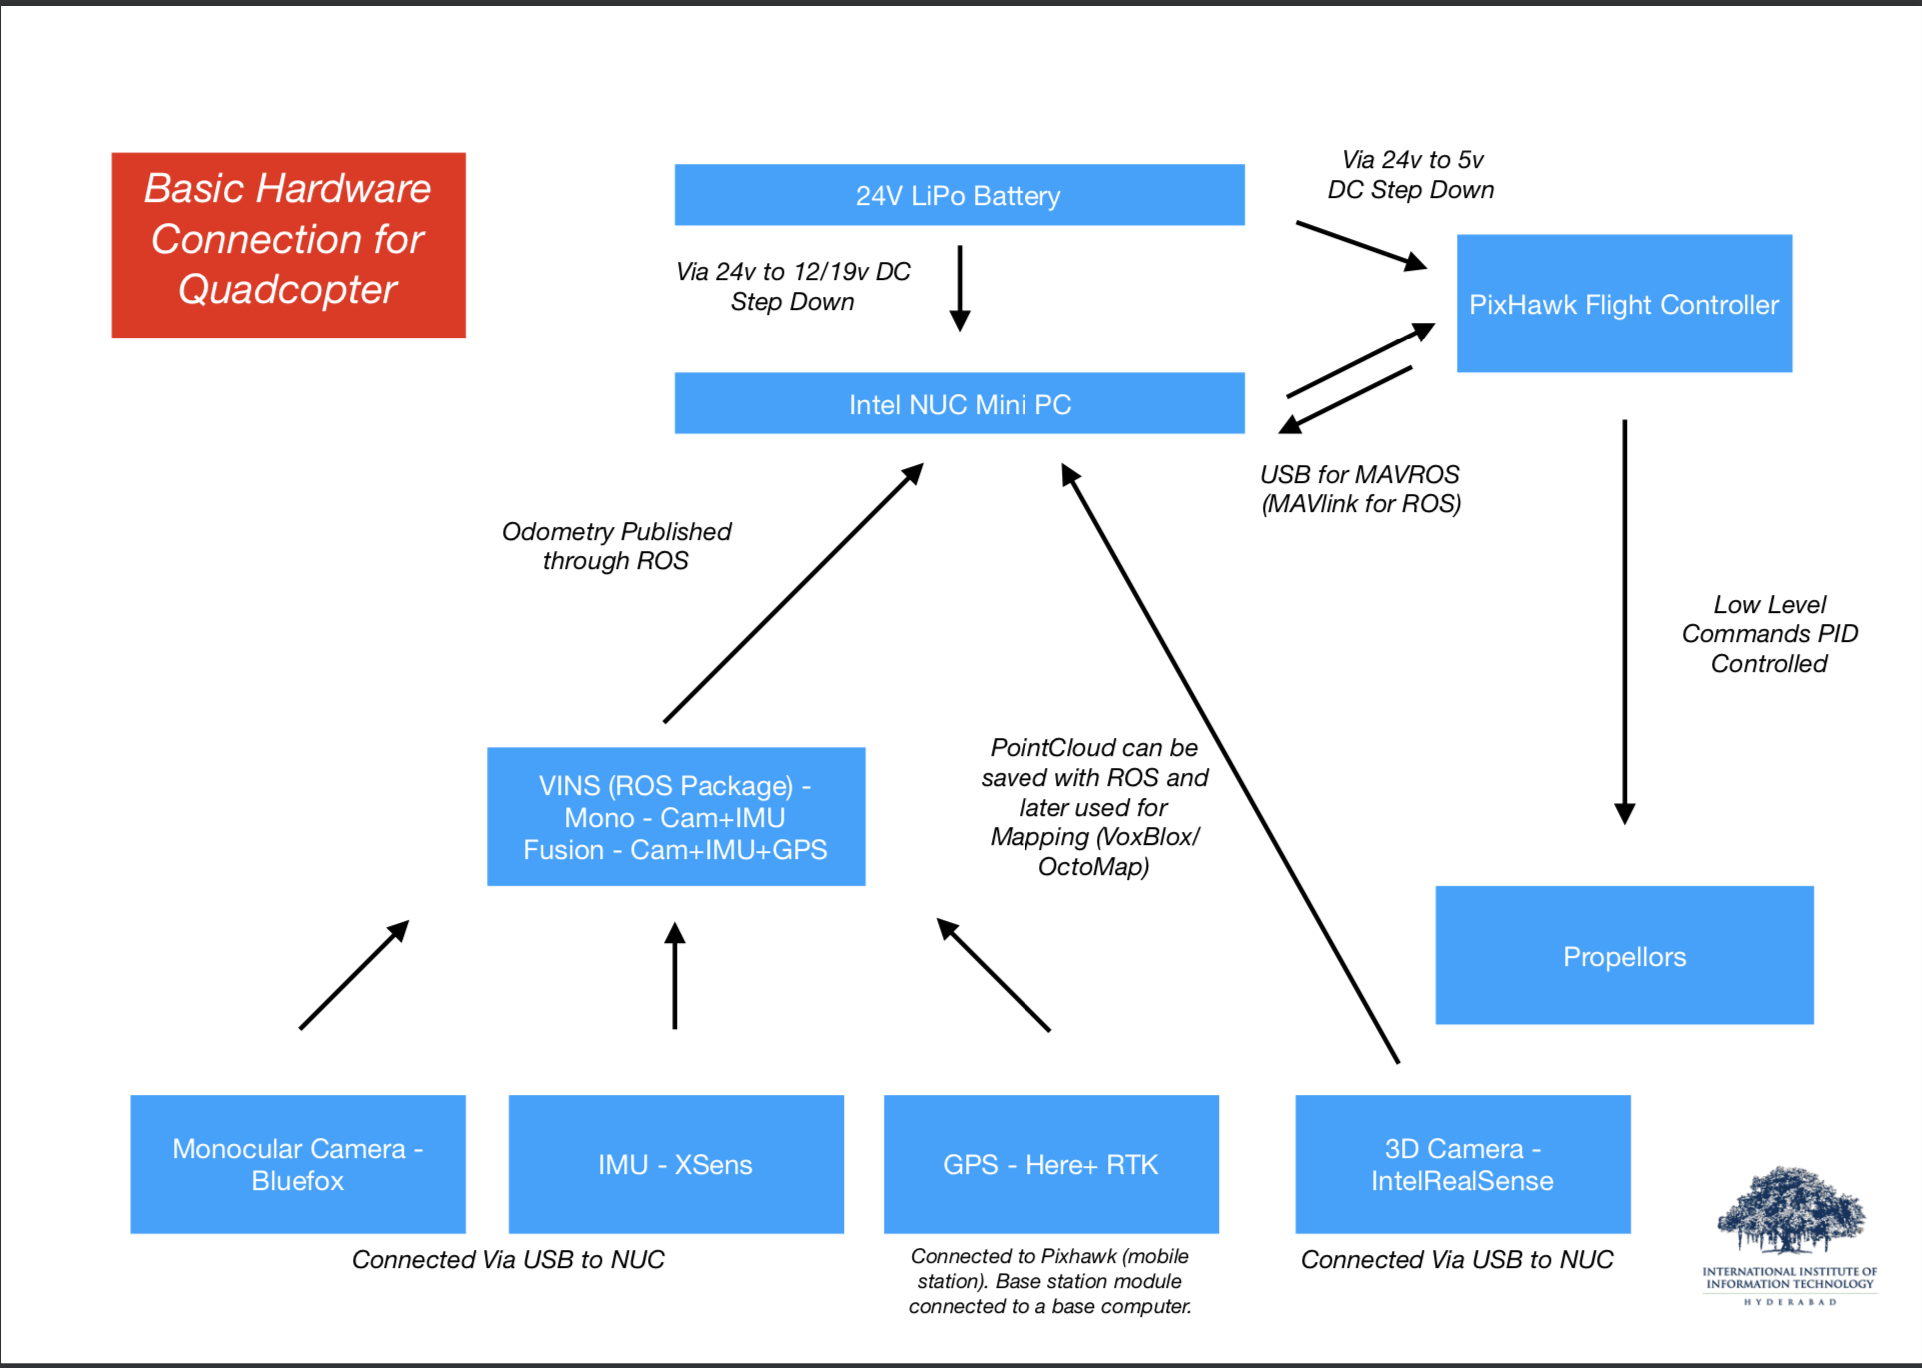 Basic Hardware
Connection for
Quadcopter
24V LiPo Battery
Via 24v to 5v
DC Step Down
Via 24v to 12/19v DC
Step Down
PixHawk Flight Controller
Intel NUC Mini PC
USB for MAVROS
(MAVlink for ROS)
Odometry Published
through ROS
Low Level
Commands PID
Controlled
PointCloud can be
saved with ROS and
later used for
Mapping (VoxBlox/
OctoMap)
VINS (ROS Package) -
Mono - Cam+IMU
Fusion - Cam+IMU+GPS
Propellors
Monocular Camera -
Bluefox
IMU - XSens
GPS - Here+ RTK
3D Camera -
IntelRealSense
Connected Via USB to NUC
Connected to Pixhawk (mobile
station). Base station module
connected to a base computer.
Connected Via USB to NUC
INTERNATIONAL INSTITUTE OF
INFORMATION TECHNOLOGY
HYDERABAD